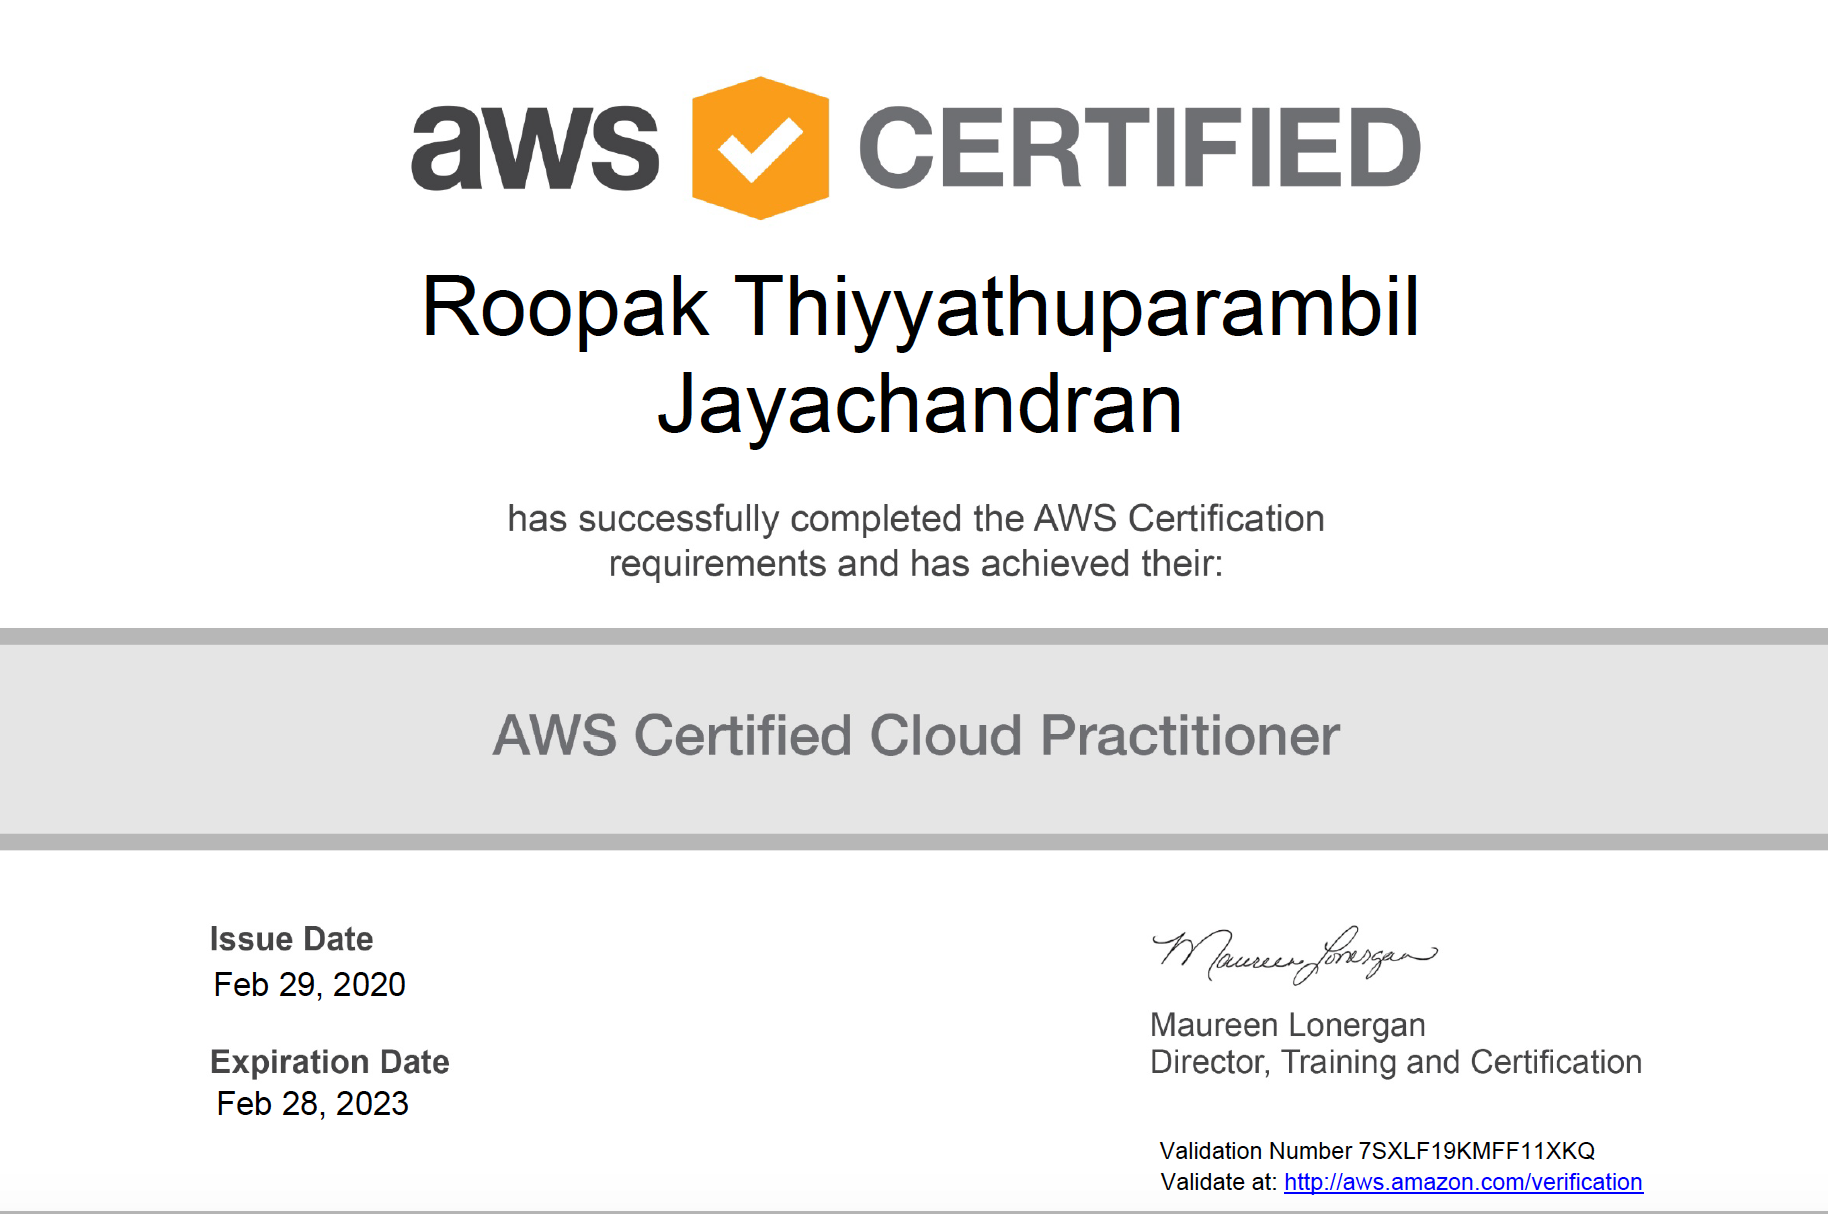 aws CERTIFIED
Roopak Thiyyathuparambil
Jayachandran
has successfully completed the AWS Certification
requirements and has achieved their:
AWS Certified Cloud Practitioner
Issue Date
Feb 29, 2020
Expiration Date
Feb 28, 2023
Maureen Lonergan
Maureen Lonergan
Director, Training and Certification
Validation Number 7SXLF19KMFF11XKQ
Validate at: http://aws.amazon.com/verification